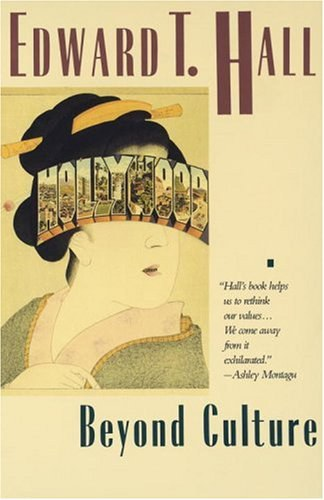 EDWARD T. HALL
HOLLYWOOD
“Hall's book helps
us to rethink
our values...
We come away
from it
exhilarated.”
—Ashley Montagu
Beyond Culture